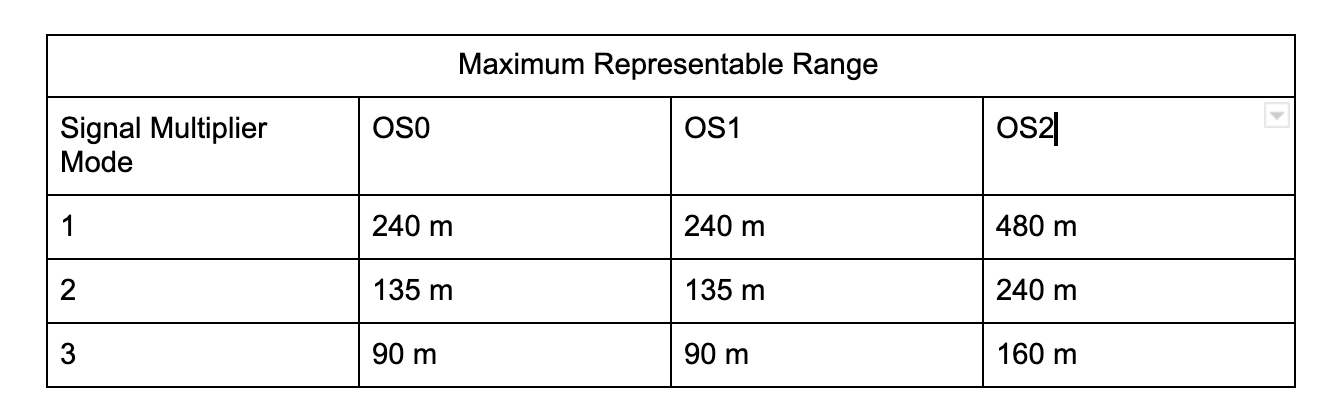 Maximum Representable Range
Signal Multiplier
Mode
OS0
OS1
OS2
1
240 m
240 m
480 m
2
135 m
135 m
240 m
3
90 m
90 m
160 m